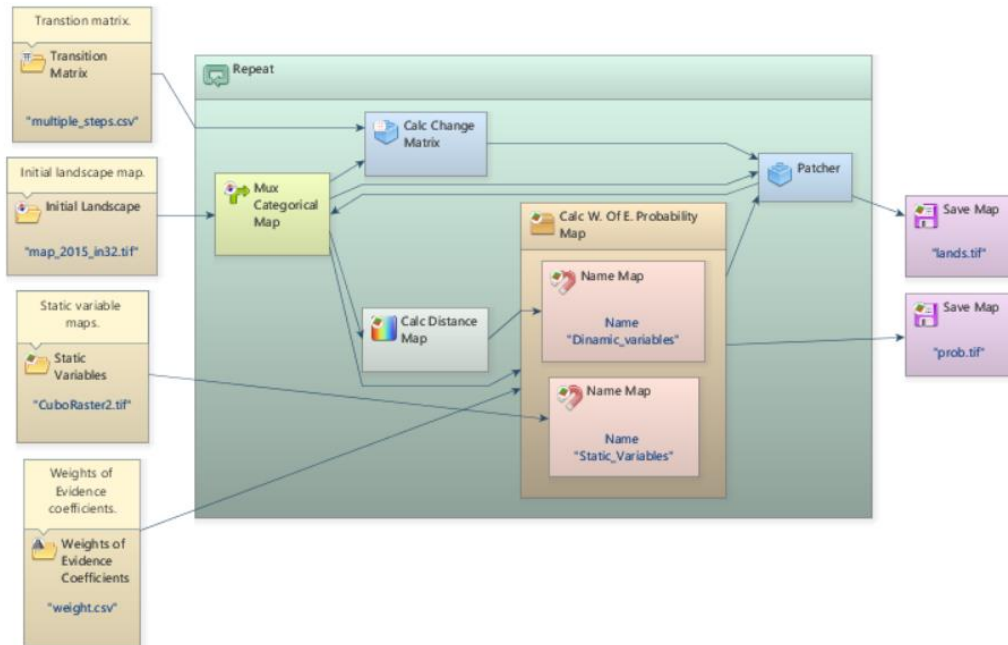 Transtion matrix.
Transition
Matrix
"multiple_steps.csv"
Initial landscape map.
Initial Landscape
"map_2015_in32.tif"
Static variable
maps.
Static
Variables
"CuboRaster2.tif"
Weights of
Evidence
coefficients.
Weights of
Evidence
Coefficients
"weight.csv"
Repeat
Calc Change
Matrix
Mux
Categorical
Map
Calc Distance
Map
Calc W. Of E. Probability
Map
Name Map
Name
"Dinamic_variables"
Name Map
Name
"Static_Variables"
Patcher
Save Map
"lands.tif"
Save Map
"prob.tif"